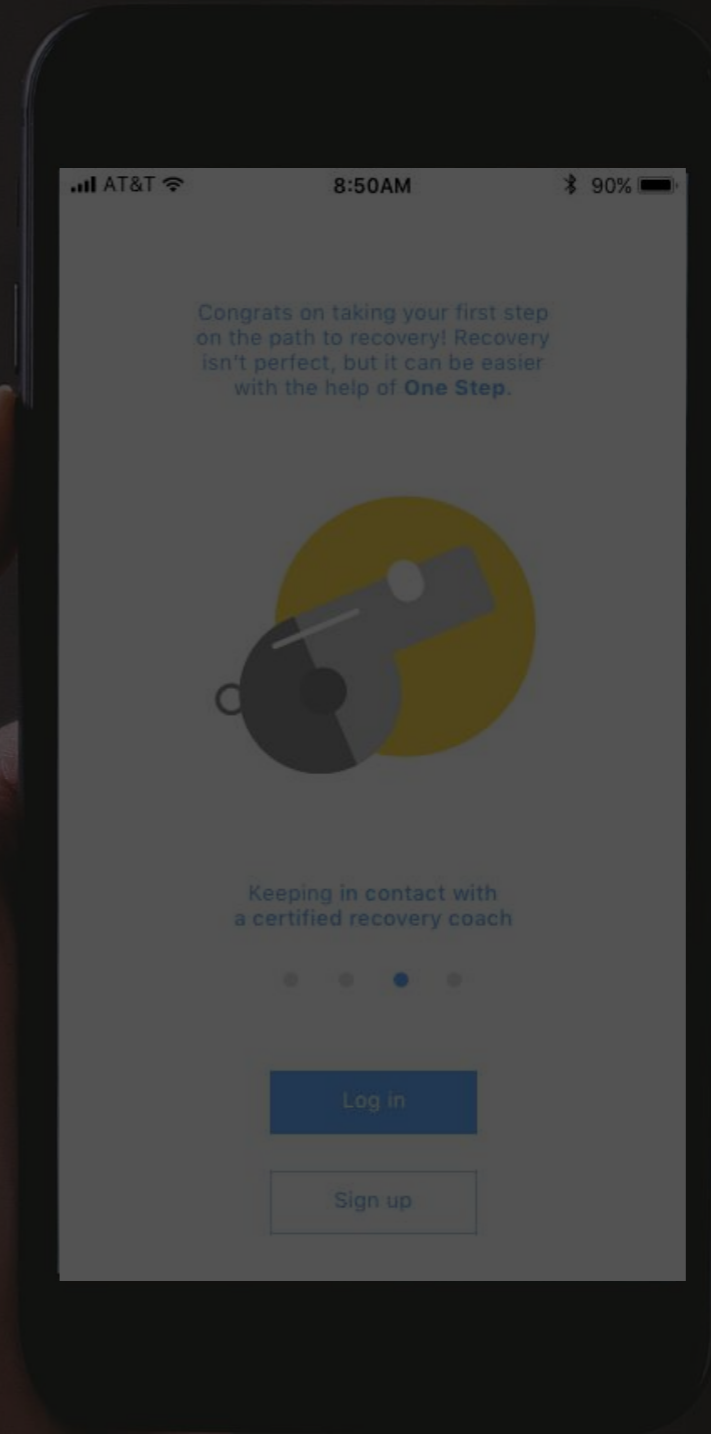 AT&T 8:50AM 90%
Congrats on taking your first step
on the path to recovery! Recovery
isn't perfect, but it can be easier
with the help of One Step.
Keeping in contact with
a certified recovery coach
Log in
Sign up